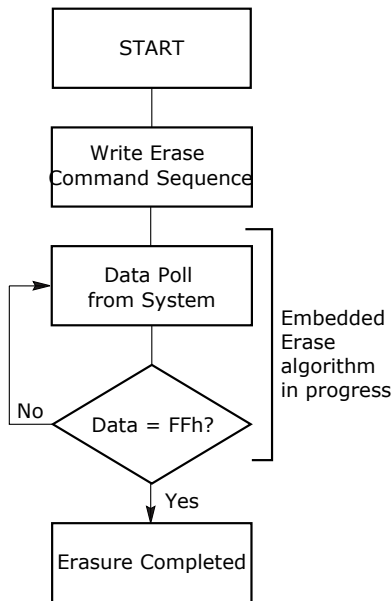 START
Write Erase
Command Sequence
Data Poll
from System
Embedded
Erase
algorithm
in progress
No
Data = FFh?
Yes
Erasure Completed